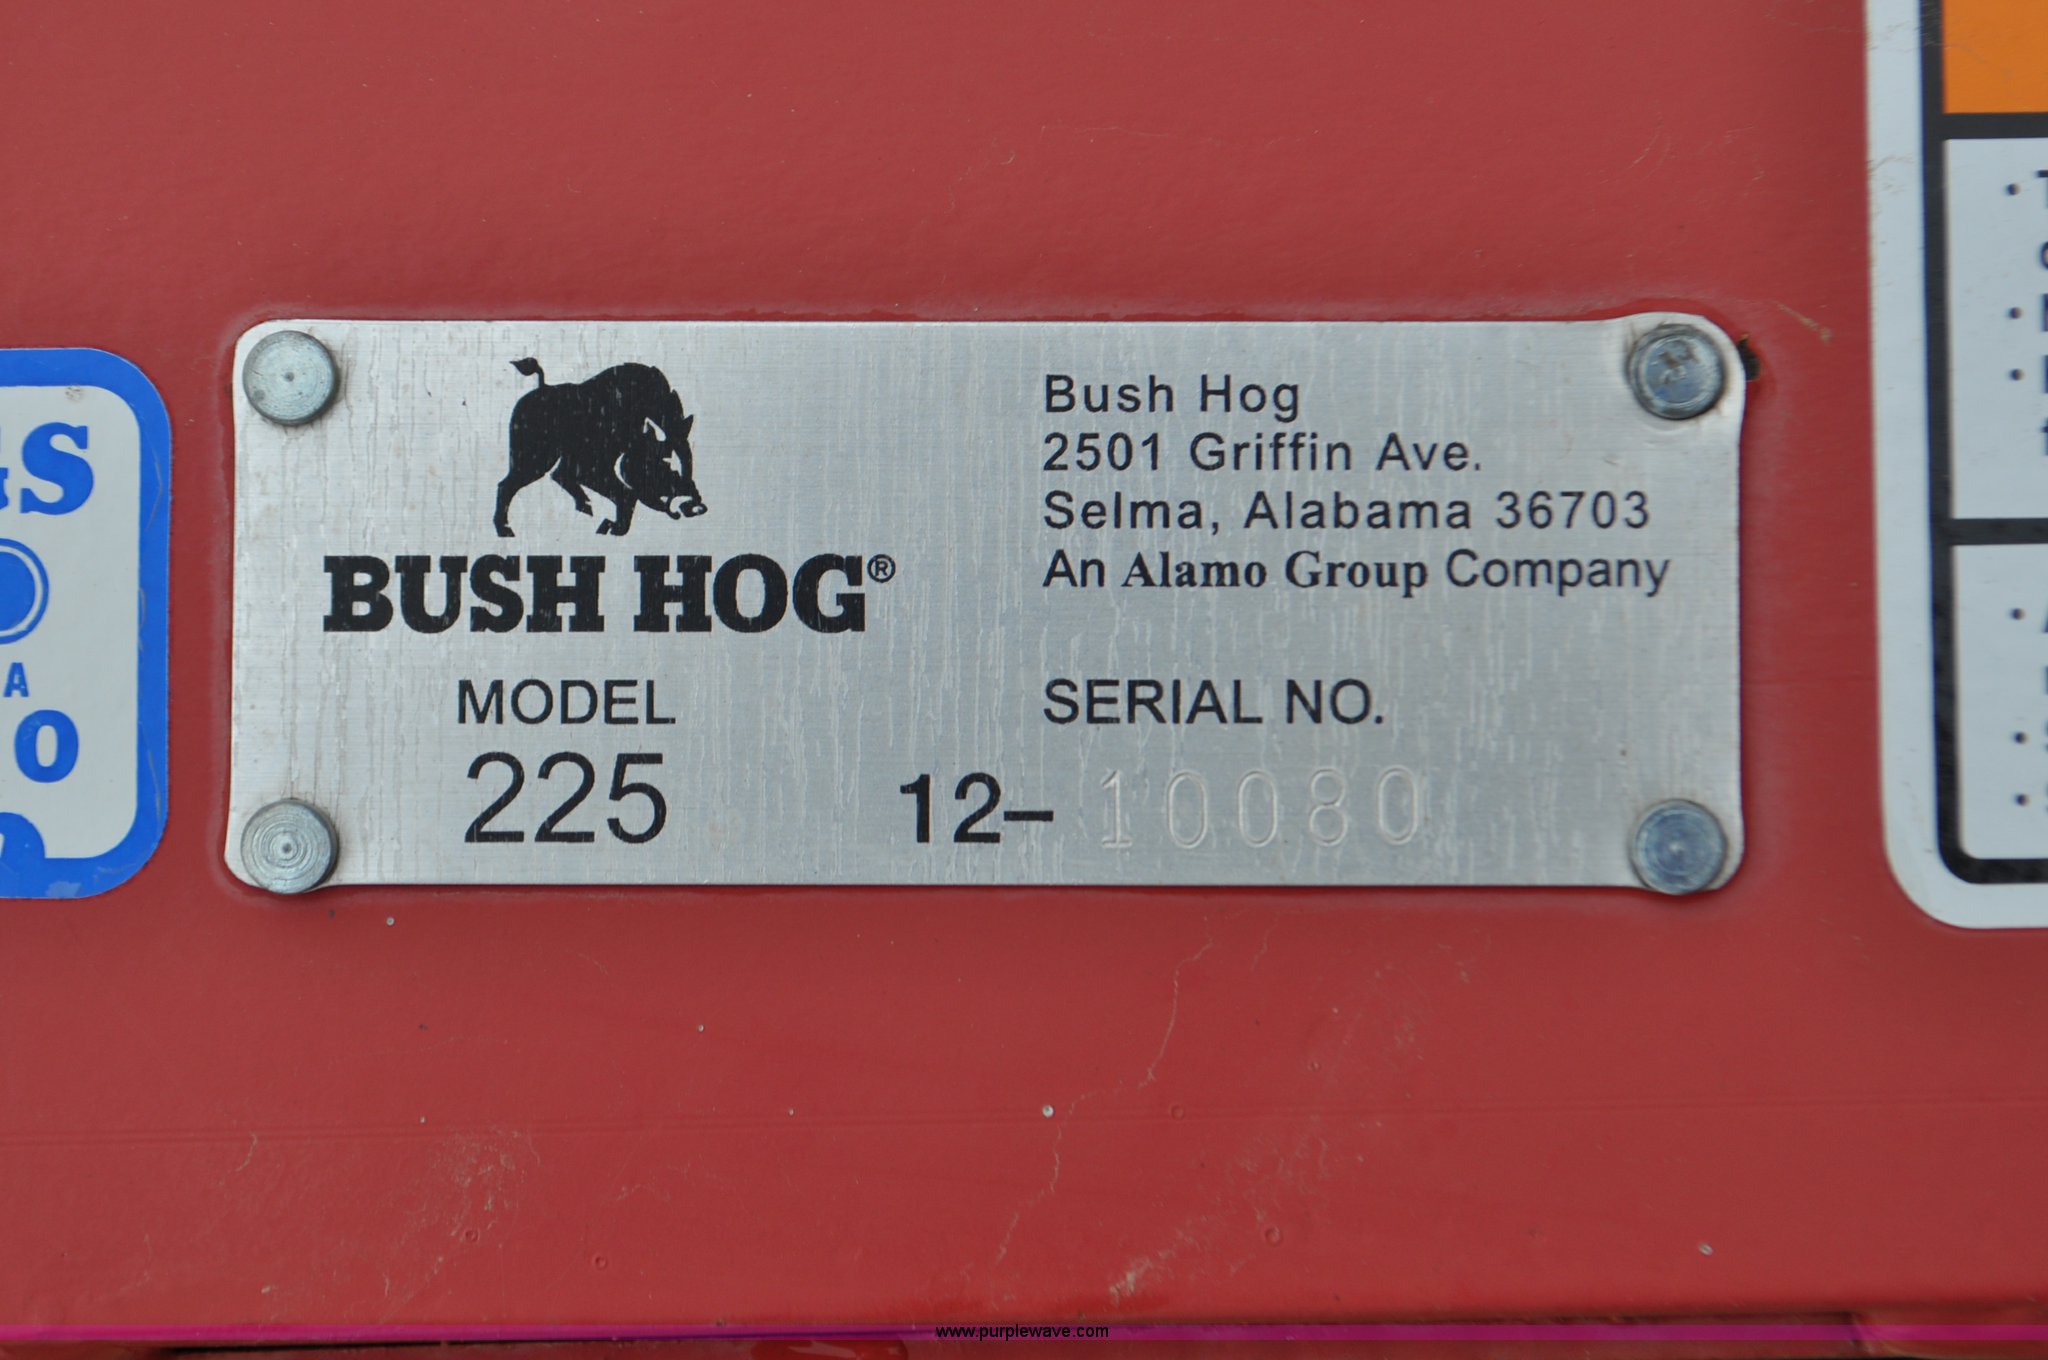 BUSH HOG®
MODEL
225
Bush Hog
2501 Griffin Ave.
Selma, Alabama 36703
An Alamo Group Company
SERIAL NO.
12-10080
www.purplewave.com